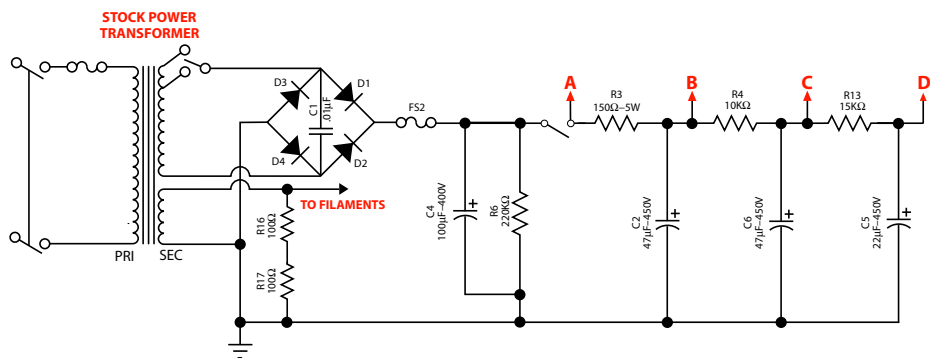 STOCK POWER
TRANSFORMER
A
B
C
D
D3
D1
C1
.01µF
D4
D2
FS2
R3
150Ω–5W
R4
10KΩ
R13
15KΩ
TO FILAMENTS
C4
100µF–400V
+
R6
220KΩ
C2
47µF–450V
+
C6
47µF–450V
+
C5
22µF–450V
+
R16
100Ω
R17
100Ω
PRI
SEC